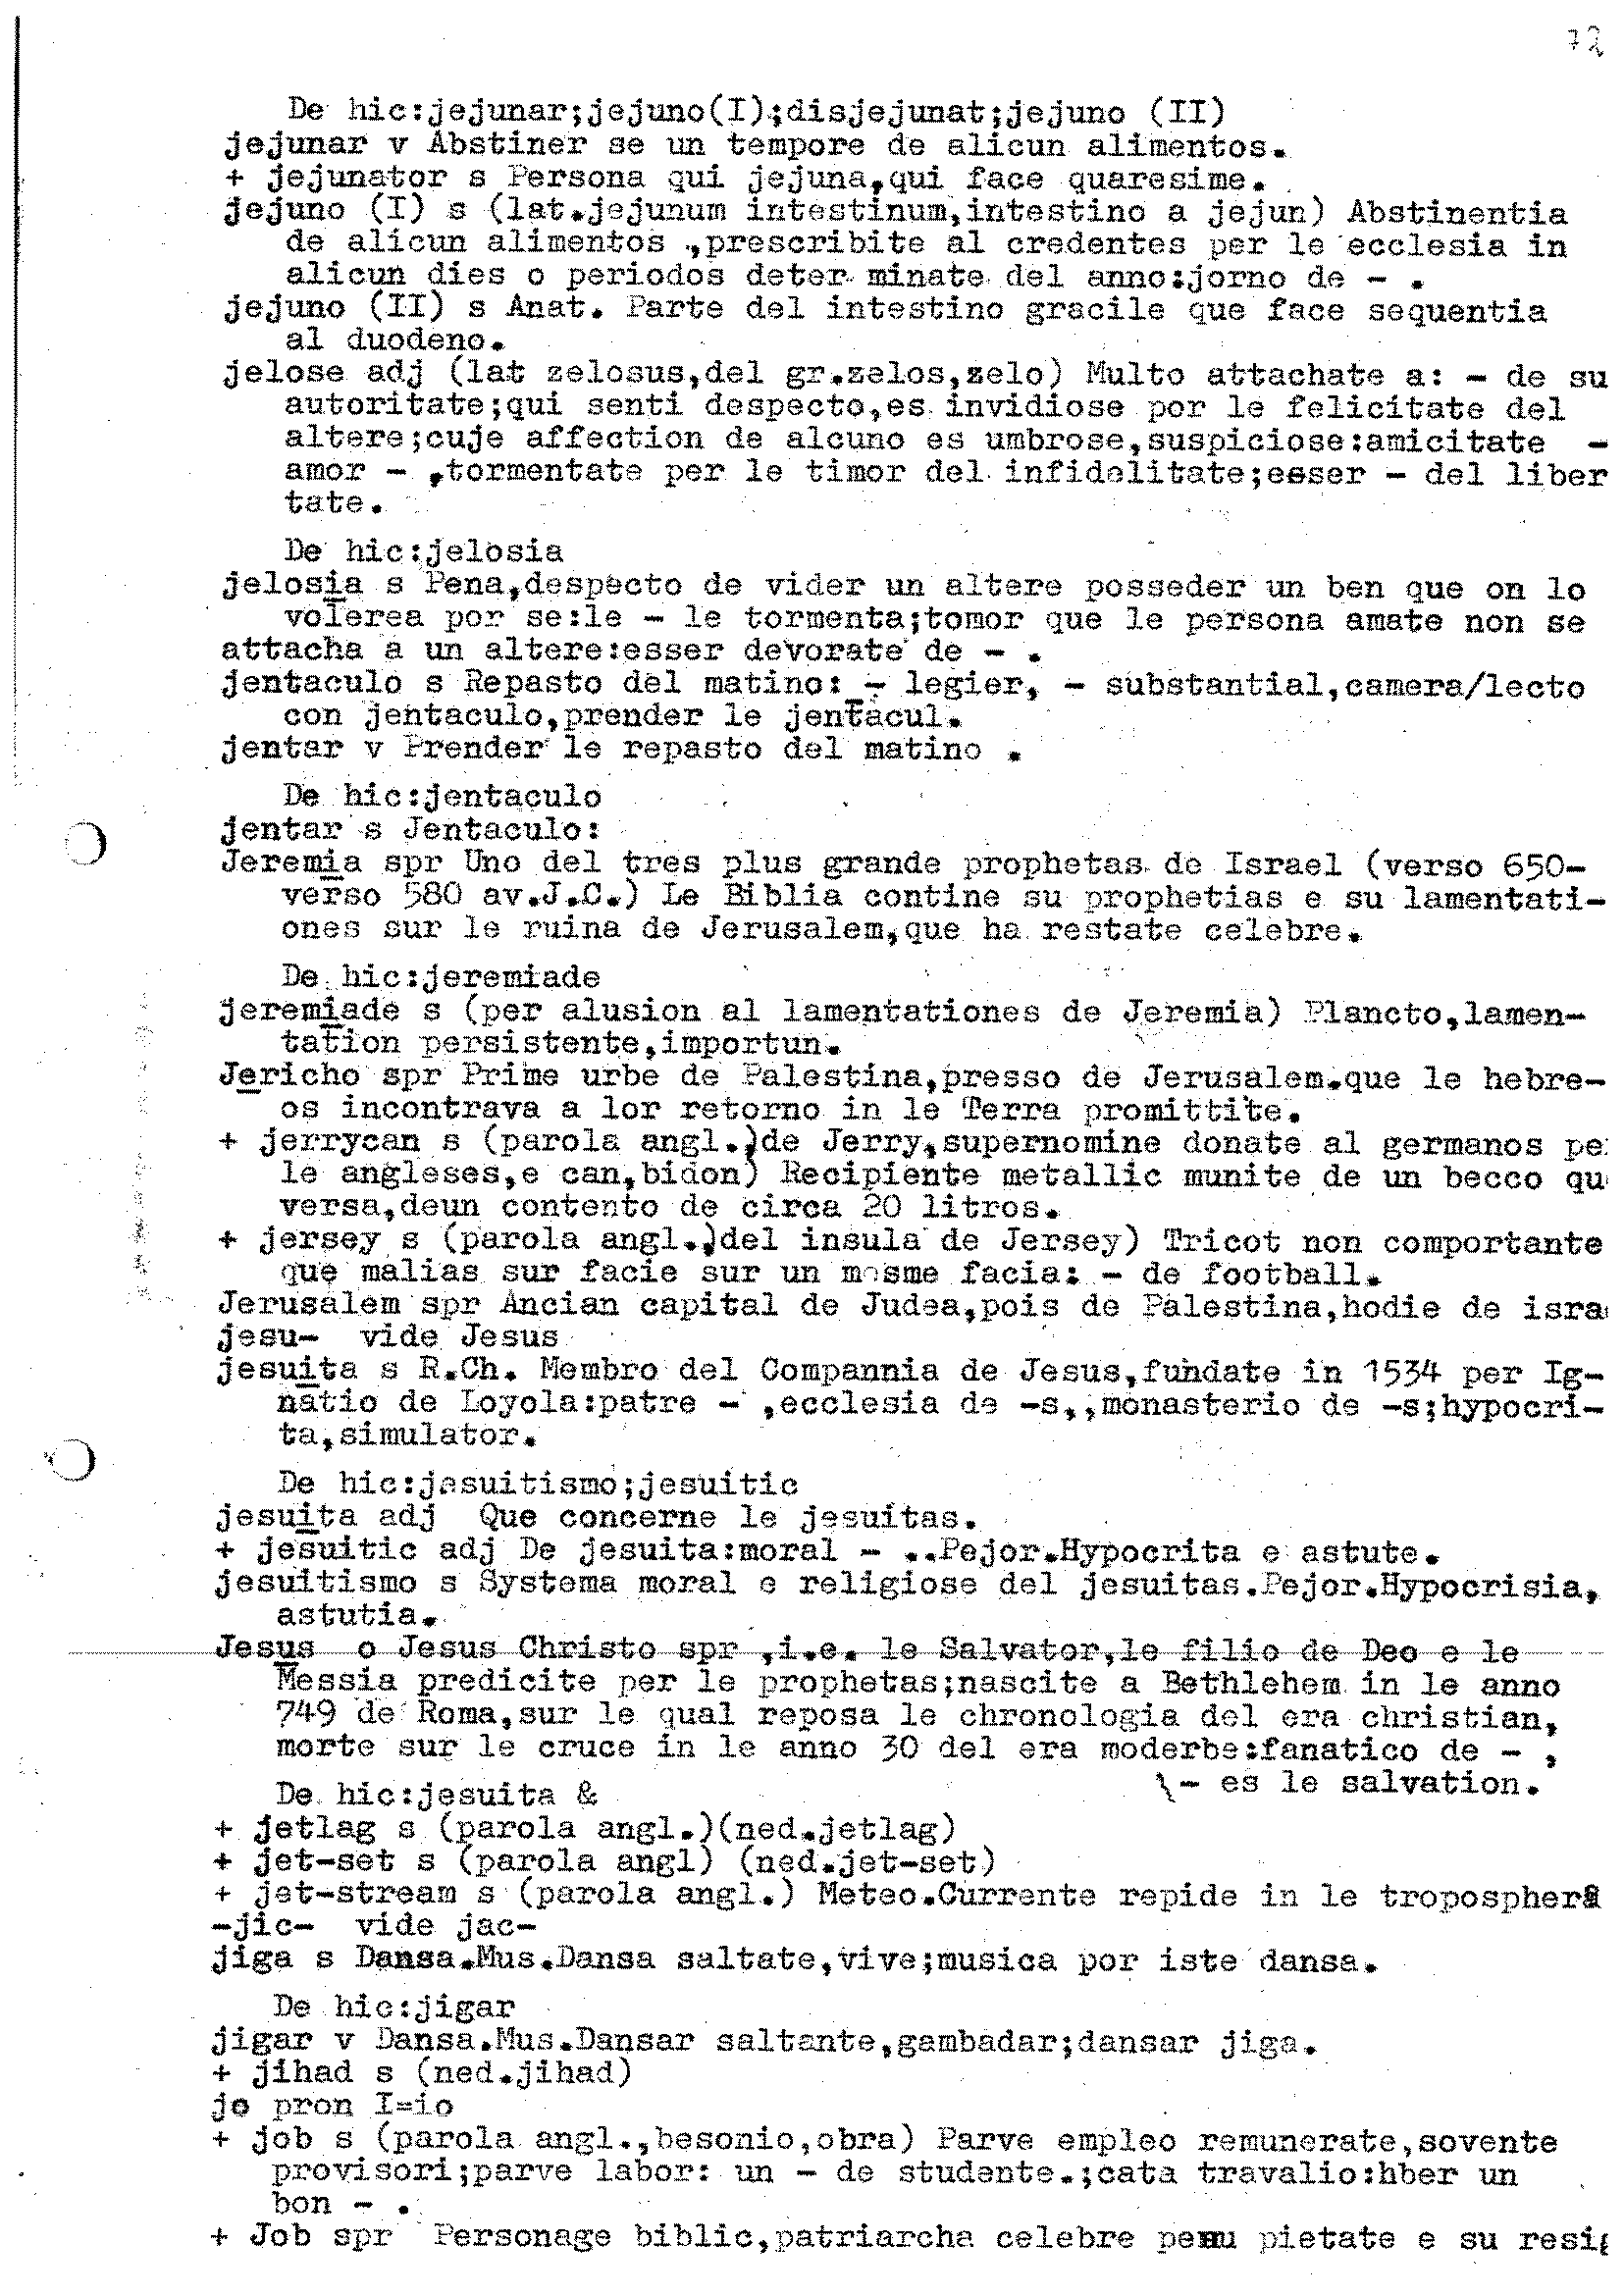 72
De hic:jejunar;jejuno(I);disjejunat;jejuno (II)
jejunar v Abstiner se un tempore de alicun alimentos.
+ jejunator s Persona qui jejuna,qui face quaresime.
jejuno (I) s (lat.jejunum intestinum,intestino a jejun) Abstinentia
de alicun alimentos ,prescribite al credentes per le ecclesia in
alicun dies o periodos deter minate del anno:jorno de - .
jejuno (II) s Anat. Parte del intestino gracile que face sequentia
al duodeno.
jelose adj (lat zelosus,del gr.zelos,zelo) Multo attachate a: - de su
autoritate;qui senti despecto,es invidiose por le felicitate del
altere;cuje affection de alcuno es umbrose,suspiciose:amicitate -
amor - ,tormentate per le timor del infidelitate;esser - del liber
tate.
De hic:jelosia
jelosia s Pena,despecto de vider un altere posseder un ben que on lo
volerea por se:le - le tormenta;tomor que le persona amate non se
attacha a un altere:esser devorate de - .
jentaculo s Repasto del matino: - legier, - substantial,camera/lecto
con jentaculo,prender le jentacul.
jentar v Prender le repasto del matino .
De hic:jentaculo
jentar s Jentaculo:
Jeremia spr Uno del tres plus grande prophetas de Israel (verso 650-
verso 580 av.J.C.) Le Biblia contine su prophetias e su lamentati-
ones sur le ruina de Jerusalem,que ha restate celebre.
De hic:jeremiade
jeremiade s (per alusion al lamentationes de Jeremia) Plancto,lamen-
tation persistente,importun.
Jericho spr Prime urbe de Palestina,presso de Jerusalem.que le hebre-
os incontrava a lor retorno in le Terra promittite.
+ jerrycan s (parola angl.)de Jerry,supernomine donate al germanos pe
le angleses,e can,bidon) Recipiente metallic munite de un becco qu
versa,deun contento de circa 20 litros.
+ jersey s (parola angl.)del insula de Jersey) Tricot non comportante
que malias sur facie sur un mesme facia: - de football.
Jerusalem spr Ancian capital de Judea,pois de Palestina,hodie de isra
jesu- vide Jesus
jesuita s R.Ch. Membro del Compannia de Jesus,fundate in 1534 per Ig-
natio de Loyola:patre - ,ecclesia de -s,,monasterio de -s;hypocri-
ta,simulator.
De hic:jesuitismo;jesuitic
jesuita adj Que concerne le jesuitas.
+ jesuitic adj De jesuita:moral - ..Pejor.Hypocrita e astute.
jesuitismo s Systema moral e religiose del jesuitas.Pejor.Hypocrisia,
astutia.
Jesus o Jesus Christo spr ,i.e. le Salvator,le filio de Deo e le
Messia predicite per le prophetas;nascite a Bethlehem in le anno
749 de Roma,sur le qual reposa le chronologia del era christian,
morte sur le cruce in le anno 30 del era moderbe:fanatico de - ,
\- es le salvation.
De hic:jesuita &
+ jetlag s (parola angl.)(ned.jetlag)
+ jet-set s (parola angl) (ned.jet-set)
+ jet-stream s (parola angl.) Meteo.Currente repide in le troposphera
-jic- vide jac-
jiga s Dansa.Mus.Dansa saltate,vive;musica por iste dansa.
De hic:jigar
jigar v Dansa.Mus.Dansar saltante,gambadar;dansar jiga.
+ jihad s (ned.jihad)
jo pron I=io
+ job s (parola angl.,besonio,obra) Parve empleo remunerate,sovente
provisori;parve labor: un - de studente.;cata travalio:hber un
bon - .
+ Job spr Personage biblic,patriarcha celebre pietate e su resig